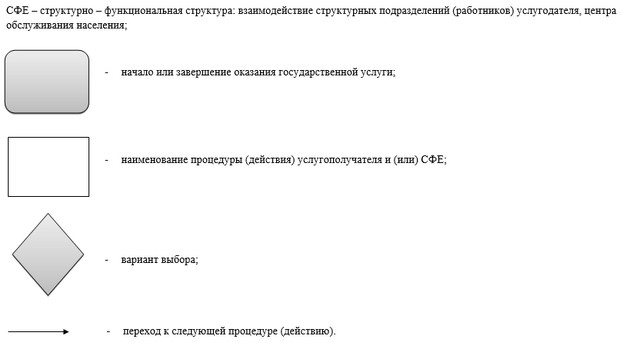 СФЕ – структурно – функциональная структура: взаимодействие структурных подразделений (работников) услугодателя, центра
обслуживания населения;
- начало или завершение оказания государственной услуги;
- наименование процедуры (действия) услугополучателя и (или) СФЕ;
- вариант выбора;
- переход к следующей процедуре (действию).